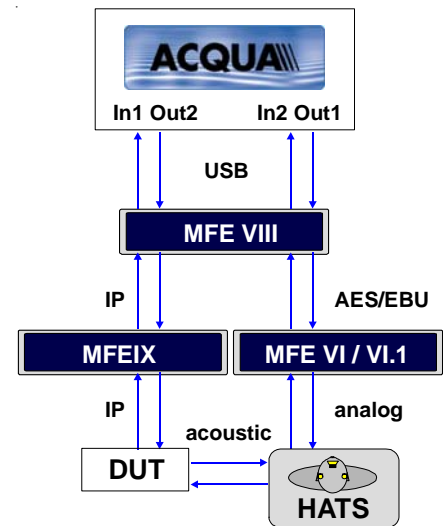 ACQUA
In1 Out2 In2 Out1
USB
MFE VIII
IP AES/EBU
MFEIX MFE VI / VI.1
IP analog
acoustic
DUT
HATS